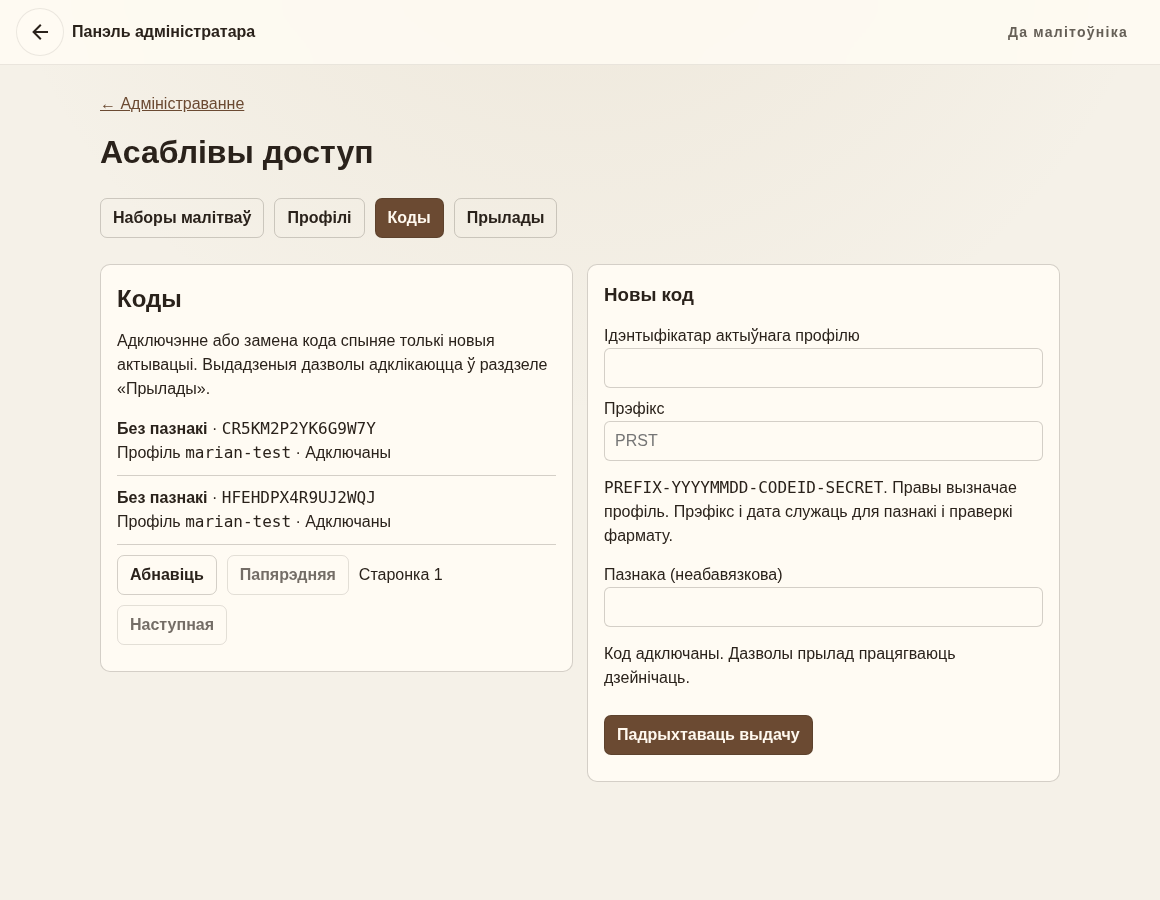 Панэль адміністратара
Да малітоўніка
← Адміністраванне
Асаблівы доступ
Наборы малітваў
Профілі
Коды
Прылады
Коды
Адключэнне або замена кода спыняе толькі новыя
актывацыі. Выдадзеныя дазволы адклікаюцца ў раздзеле
«Прылады».
Без пазнакі · CR5KM2P2YK6G9W7Y
Профіль marian-test · Адключаны
Без пазнакі · HFEHDPX4R9UJ2WQJ
Профіль marian-test · Адключаны
Абнавіць
Папярэдняя
Старонка 1
Наступная
Новы код
Ідэнтыфікатар актыўнага профілю
Прэфікс
PRST
PREFIX-YYYYMMDD-CODEID-SECRET. Правы вызначае
профіль. Прэфікс і дата служаць для пазнакі і праверкі
фармату.
Пазнака (неабавязкова)
Код адключаны. Дазволы прылад працягваюць
дзейнічаць.
Падрыхтаваць выдачу